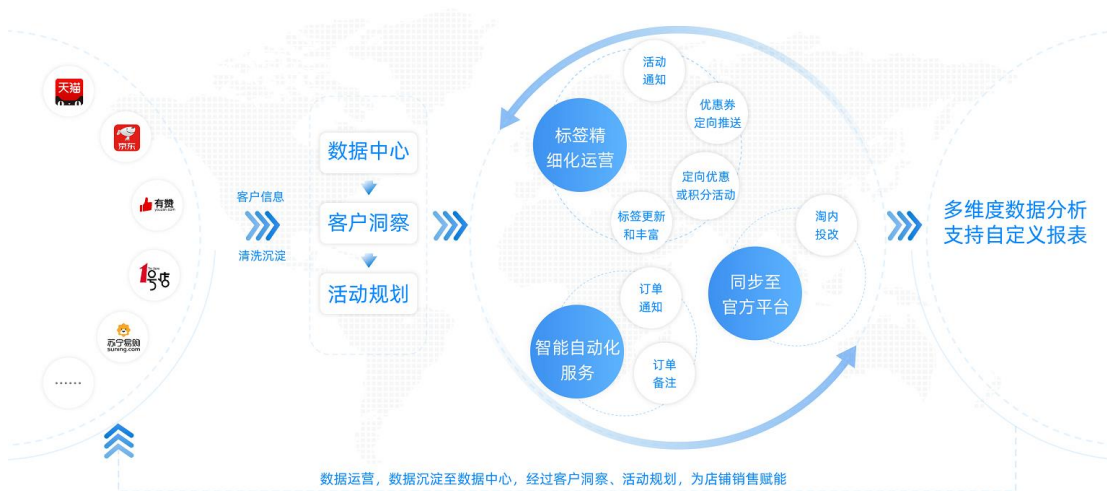 天猫
京东
有赞
youzan.com
1号店
苏宁易购
suning.com
......
客户信息
清洗沉淀
数据中心
客户洞察
活动规划
标签精
细化运营
活动
通知
优惠券
定向推送
定向优惠
或积分活动
标签更新
和丰富
淘内
投改
同步至
官方平台
订单
通知
智能自动化
服务
订单
备注
多维度数据分析
支持自定义报表
数据运营，数据沉淀至数据中心，经过客户洞察、活动规划，为店铺销售赋能